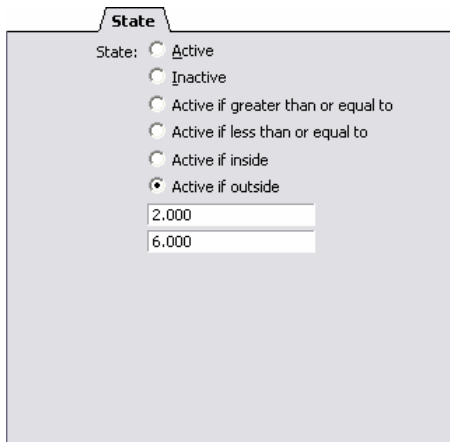 State
State: Active
Inactive
Active if greater than or equal to
Active if less than or equal to
Active if inside
Active if outside
2.000
6.000